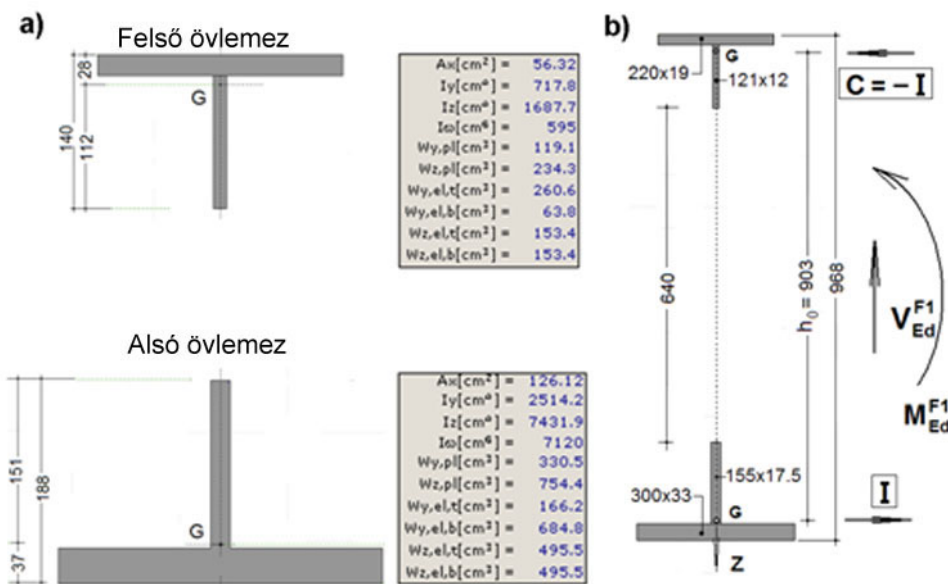 a)
Felső övlemez
28
G
140
112
Ax[cm²] = 56.32
Iy[cm⁴] = 717.8
Iz[cm⁴] = 1687.7
Iω[cm⁶] = 595
Wy,pl[cm³] = 119.1
Wz,pl[cm³] = 234.3
Wy,el,t[cm³] = 260.6
Wy,el,b[cm³] = 63.8
Wz,el,t[cm³] = 153.4
Wz,el,b[cm³] = 153.4
Alsó övlemez
151
188
G
37
Ax[cm²] = 126.12
Iy[cm⁴] = 2514.2
Iz[cm⁴] = 7431.9
Iω[cm⁶] = 7120
Wy,pl[cm³] = 330.5
Wz,pl[cm³] = 754.4
Wy,el,t[cm³] = 166.2
Wy,el,b[cm³] = 684.8
Wz,el,t[cm³] = 495.5
Wz,el,b[cm³] = 495.5
b)
G
220x19
121x12
C = – I
640
h₀ = 903
968
V Ed F1
M Ed F1
155x17.5
300x33
G
I
Z